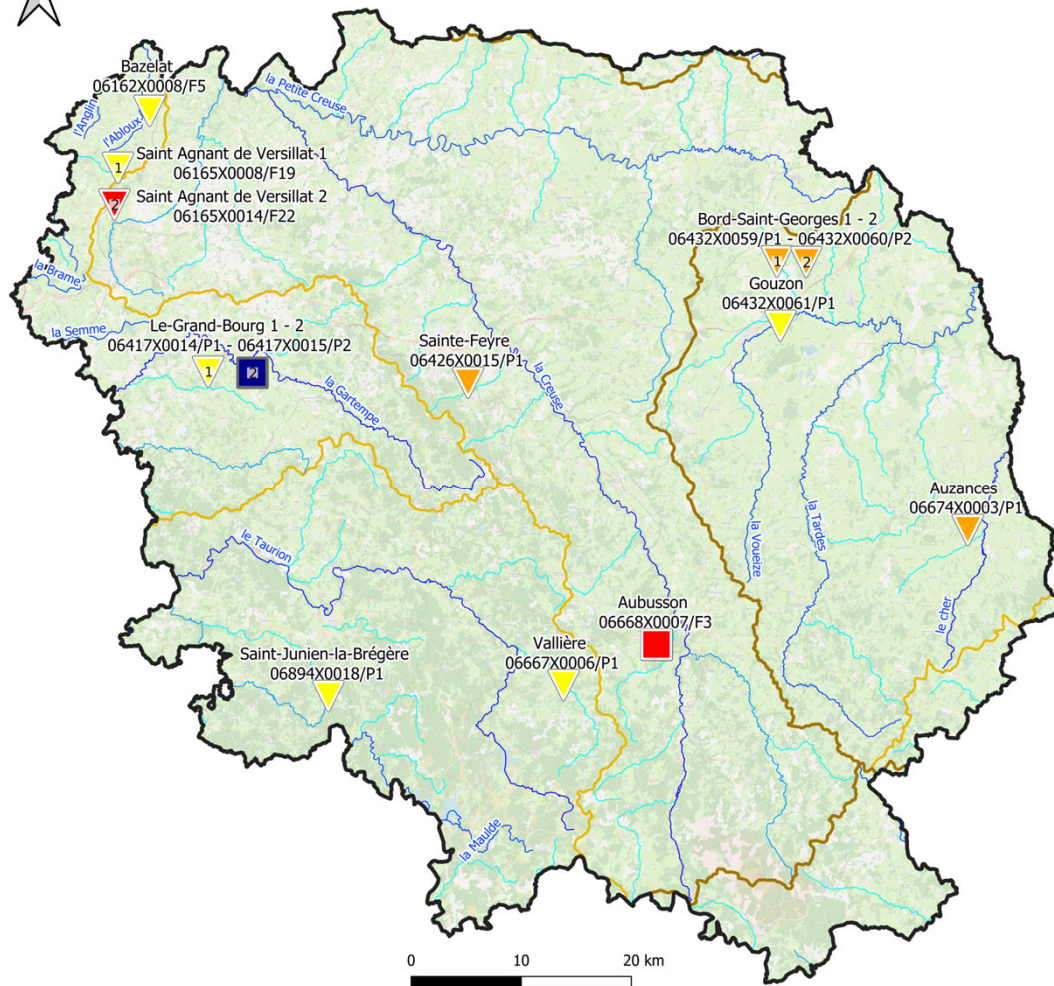 Bazelat
06162X0008/F5
l'Anglin
l'Abloux
la Petite Creuse
1
Saint Agnant de Versillat 1
06165X0008/F19
2
Saint Agnant de Versillat 2
06165X0014/F22
la Brame
Bord-Saint-Georges 1 - 2
06432X0059/P1 - 06432X0060/P2
1
2
Gouzon
06432X0061/P1
la Semme
Le-Grand-Bourg 1 - 2
06417X0014/P1 - 06417X0015/P2
1
2
Sainte-Feyre
06426X0015/P1
la Creuse
la Gartempe
Auzances
06674X0003/P1
la Voueize
la Tardes
le cher
le Taurion
Aubusson
06668X0007/F3
Vallière
06667X0006/P1
Saint-Junien-la-Brégère
06894X0018/P1
la Maulde
0 10 20 km